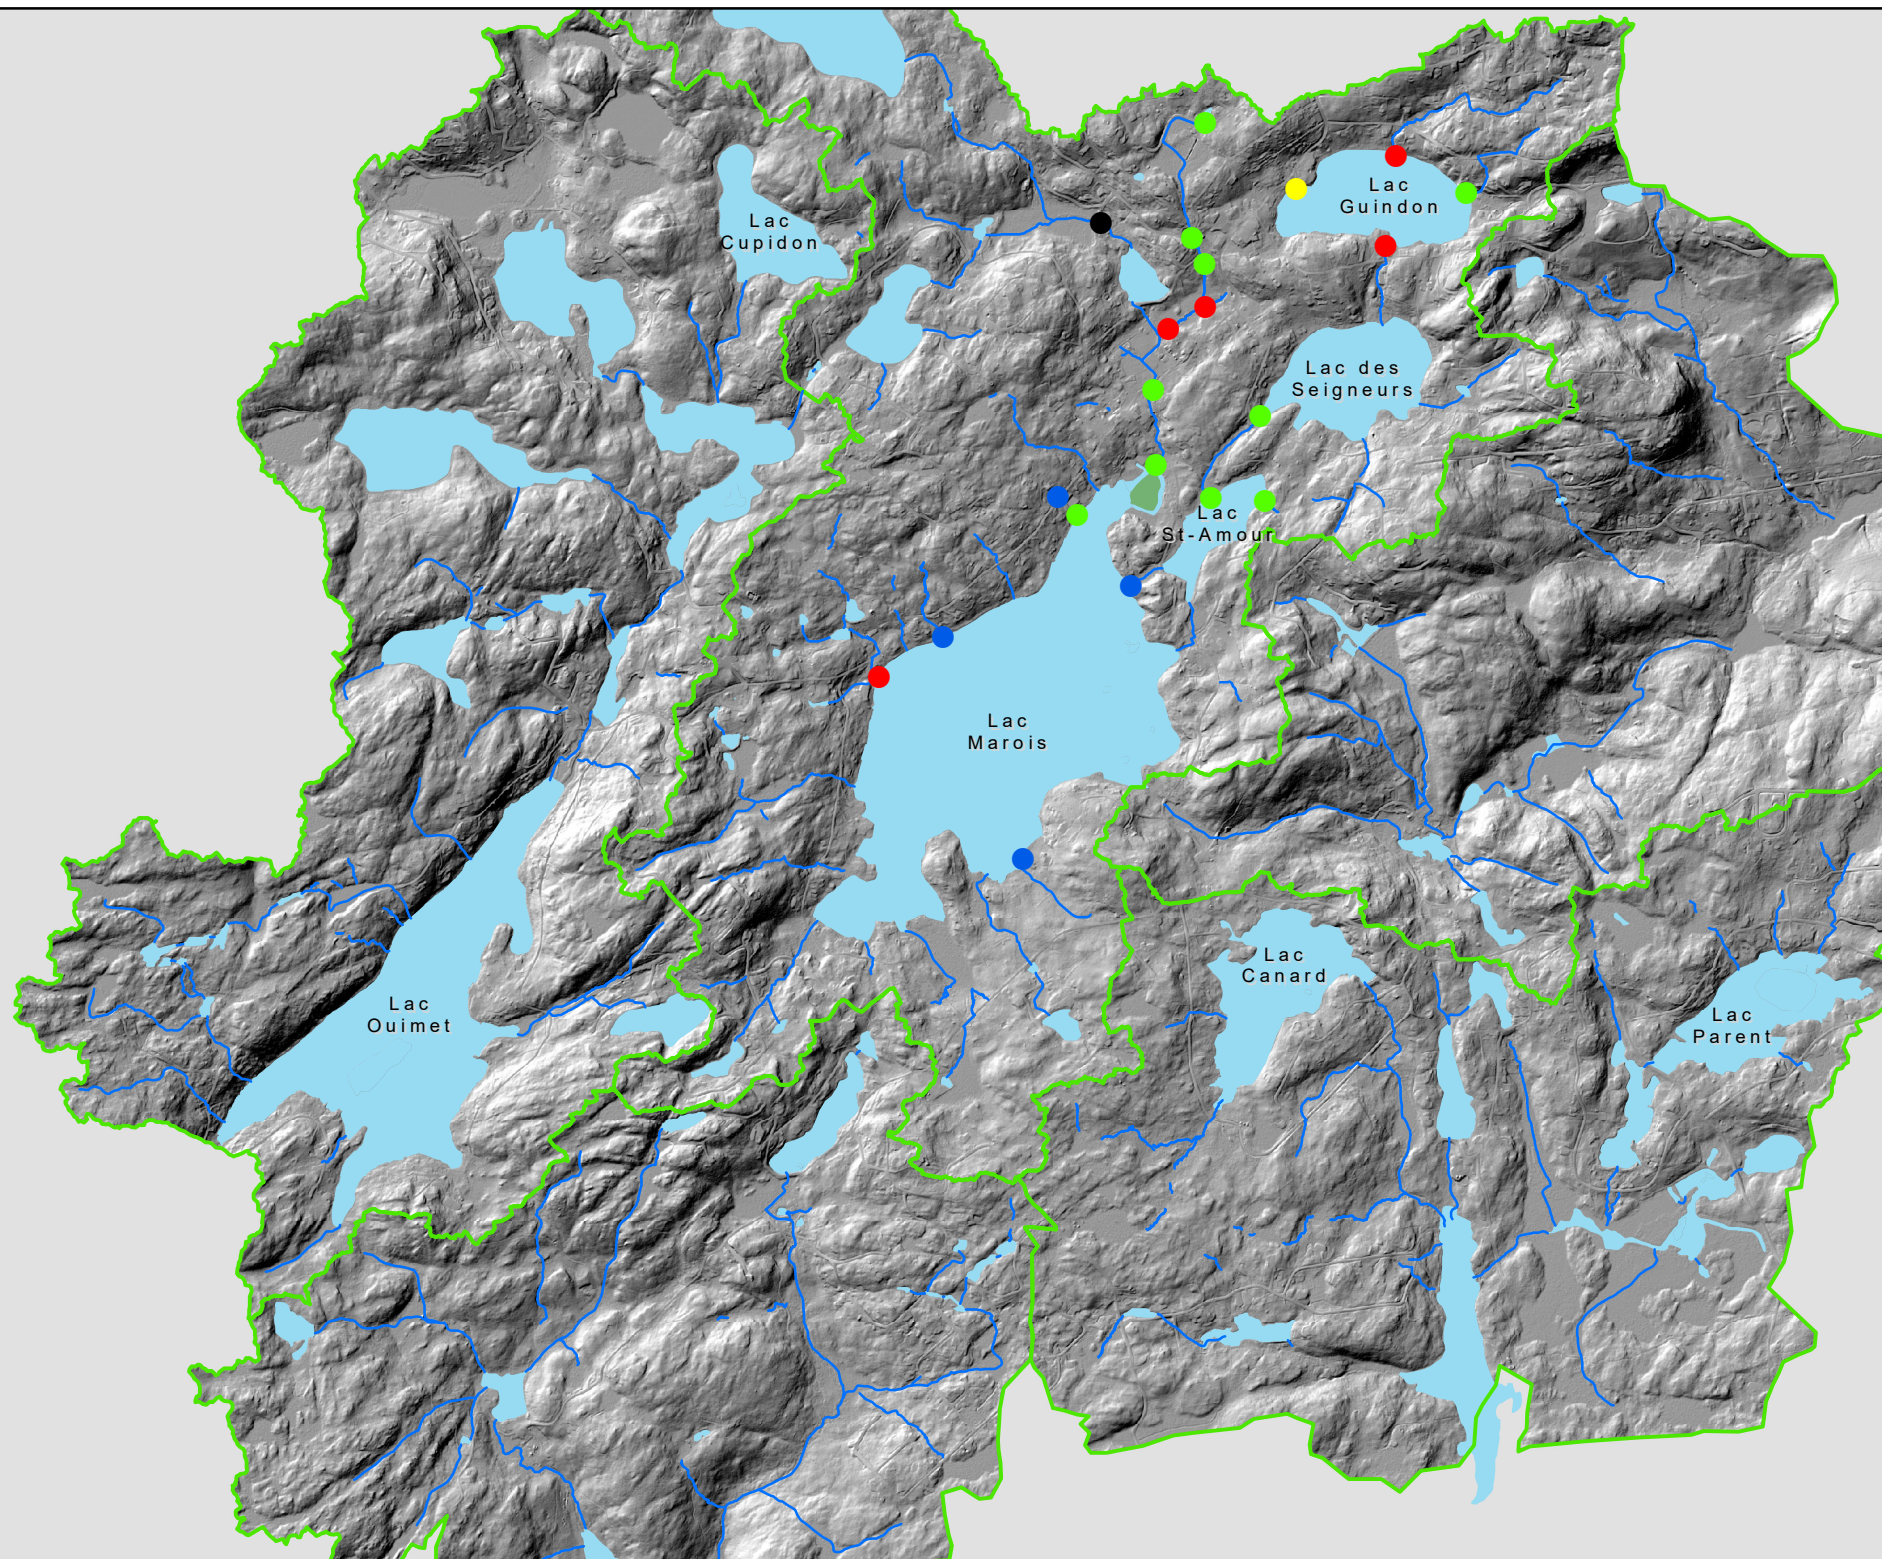 Lac
Guindon
Lac
Cupidon
Lac des
Seigneurs
Lac
St-Amour
Lac
Marois
Lac
Canard
Lac
Ouimet
Lac
Parent